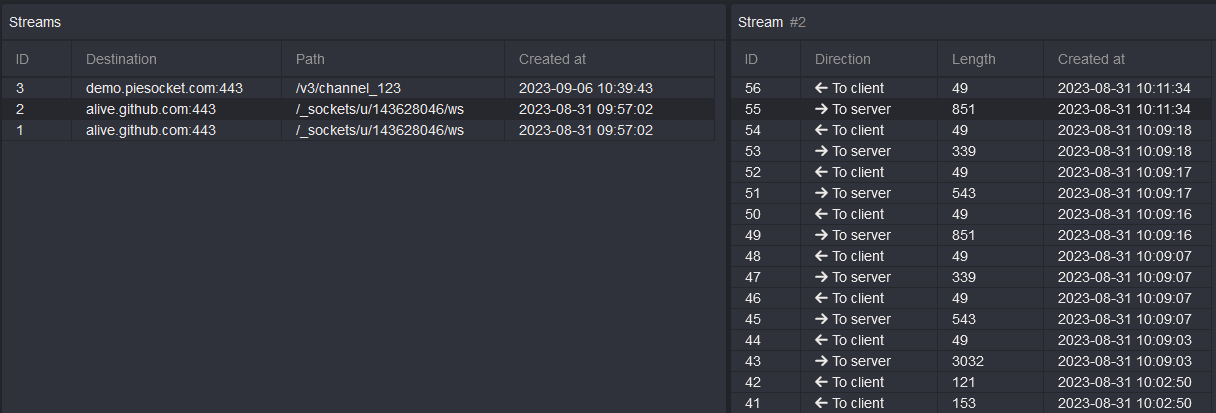 Streams
ID Destination Path Created at
3 demo.piesocket.com:443 /v3/channel_123 2023-09-06 10:39:43
2 alive.github.com:443 /_sockets/u/143628046/ws 2023-08-31 09:57:02
1 alive.github.com:443 /_sockets/u/143628046/ws 2023-08-31 09:57:02
Stream #2
ID Direction Length Created at
56 ← To client 49 2023-08-31 10:11:34
55 → To server 851 2023-08-31 10:11:34
54 ← To client 49 2023-08-31 10:09:18
53 → To server 339 2023-08-31 10:09:18
52 ← To client 49 2023-08-31 10:09:17
51 → To server 543 2023-08-31 10:09:17
50 ← To client 49 2023-08-31 10:09:16
49 → To server 851 2023-08-31 10:09:16
48 ← To client 49 2023-08-31 10:09:07
47 → To server 339 2023-08-31 10:09:07
46 ← To client 49 2023-08-31 10:09:07
45 → To server 543 2023-08-31 10:09:07
44 ← To client 49 2023-08-31 10:09:03
43 → To server 3032 2023-08-31 10:09:03
42 ← To client 121 2023-08-31 10:02:50
41 ← To client 153 2023-08-31 10:02:50